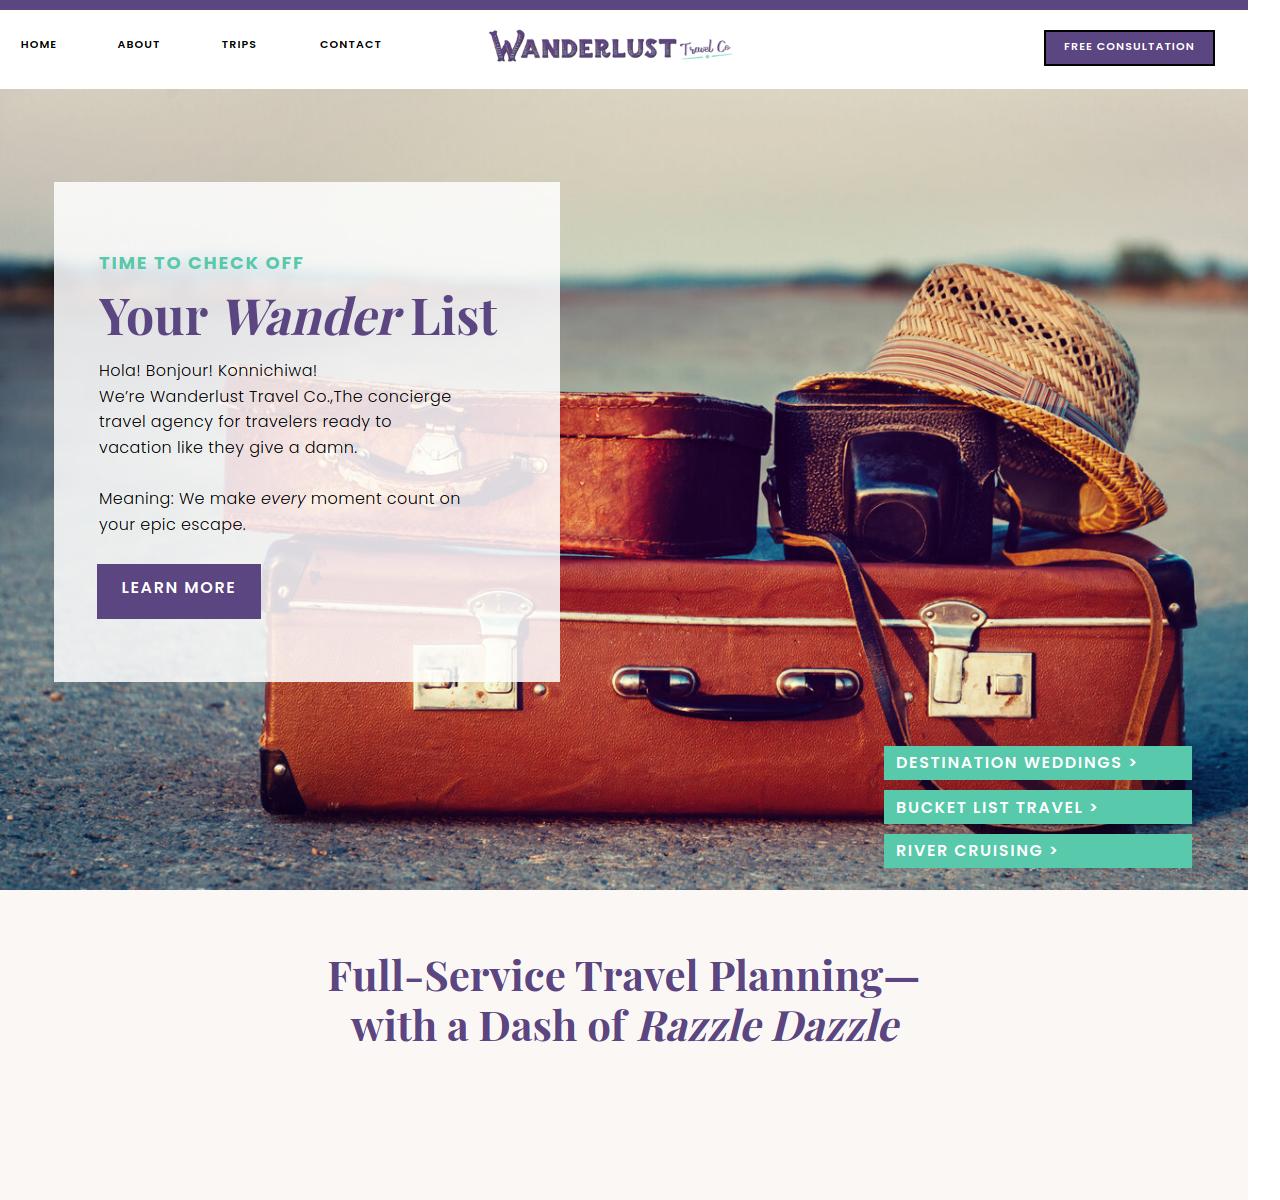 HOME ABOUT TRIPS CONTACT WANDERLUST Travel Co FREE CONSULTATION
TIME TO CHECK OFF
Your Wander List
Hola! Bonjour! Konnichiwa!
We’re Wanderlust Travel Co.,The concierge
travel agency for travelers ready to
vacation like they give a damn.
Meaning: We make every moment count on
your epic escape.
LEARN MORE
DESTINATION WEDDINGS >
BUCKET LIST TRAVEL >
RIVER CRUISING >
Full-Service Travel Planning—
with a Dash of Razzle Dazzle